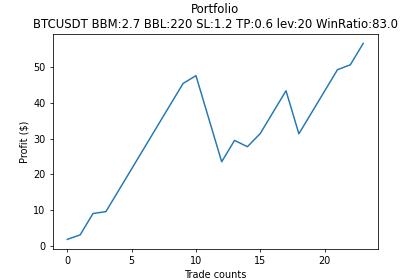 Portfolio
BTCUSDT BBM:2.7 BBL:220 SL:1.2 TP:0.6 lev:20 WinRatio:83.0
50
40
30
20
10
0
Profit ($)
0 5 10 15 20
Trade counts